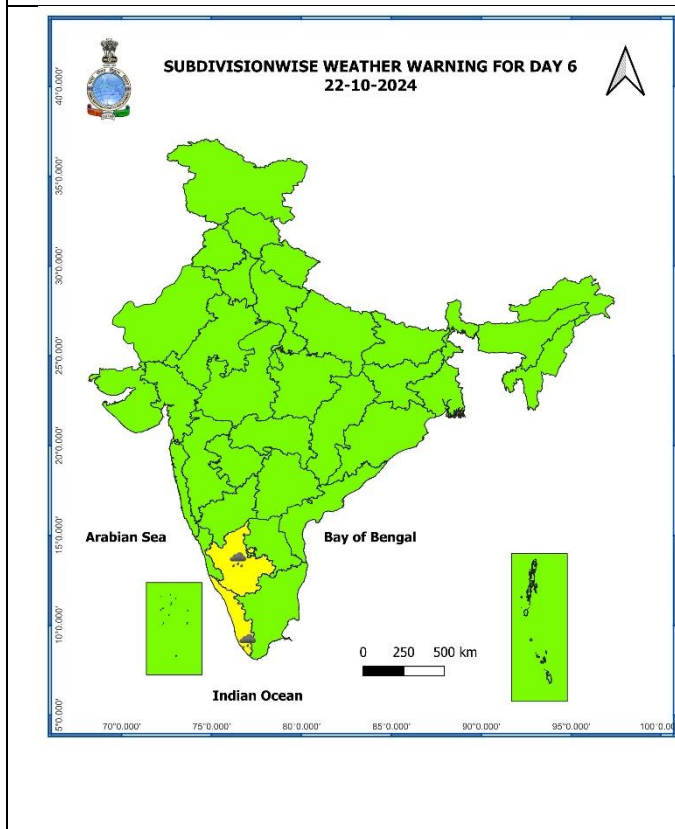 SUBDIVISIONWISE WEATHER WARNING FOR DAY 6
22-10-2024
40°0.000'
35°0.000'
30°0.000'
25°0.000'
20°0.000'
15°0.000'
10°0.000'
5°0.000'
Arabian Sea
Bay of Bengal
0 250 500 km
Indian Ocean
70°0.000' 75°0.000' 80°0.000' 85°0.000' 90°0.000' 95°0.000' 100°0.0